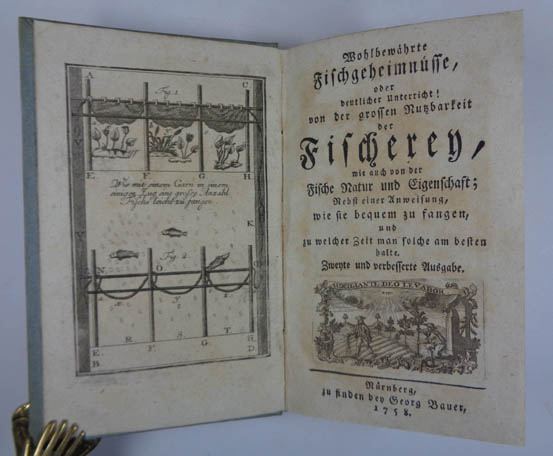 A
C
Fig. 1
E F G H
Wie mit einem Garn in einem
einigen Zug eine grosse Anzahl
Fische leicht zu fangen.
K
Fig. 2
N O
R S T
E F G H
B D
Wohlbewährte
Fischgeheimnüsse,
oder
deutlicher Unterricht!
von der grossen Nutzbarkeit
der
Fischerey,
wie auch von der
Fische Natur und Eigenschaft;
Nebst einer Anweisung,
wie sie bequem zu fangen,
und
zu welcher Zeit man solche am besten
halte.
Zweyte und verbesserte Ausgabe.
DEO LEVABOR
Nürnberg,
zu finden bey Georg Bauer,
1758.